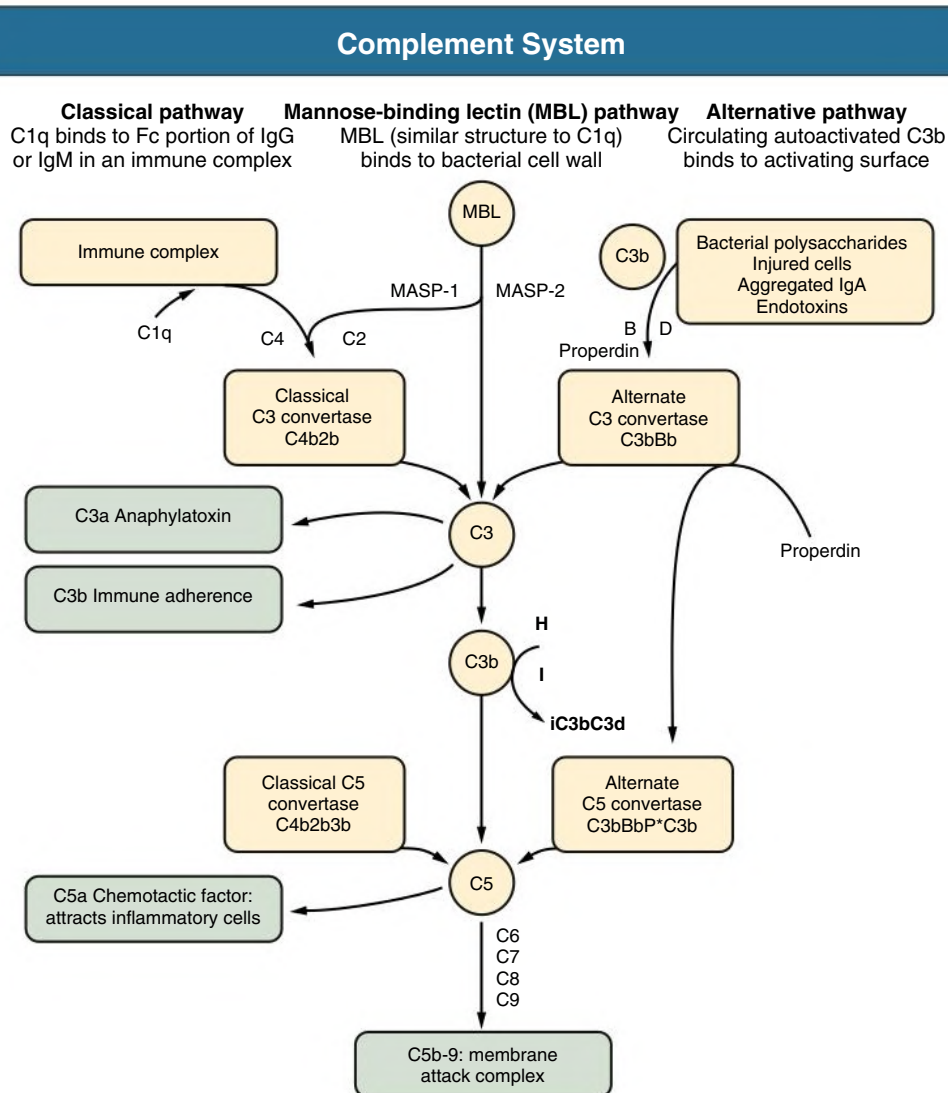 Complement System
Classical pathway
C1q binds to Fc portion of IgG
or IgM in an immune complex
Mannose-binding lectin (MBL) pathway
MBL (similar structure to C1q)
binds to bacterial cell wall
Alternative pathway
Circulating autoactivated C3b
binds to activating surface
MBL
Immune complex
C3b
Bacterial polysaccharides
Injured cells
Aggregated IgA
Endotoxins
MASP-1
MASP-2
C1q
C4
C2
B
D
Properdin
Classical
C3 convertase
C4b2b
Alternate
C3 convertase
C3bBb
C3a Anaphylatoxin
C3
Properdin
C3b Immune adherence
H
C3b
I
iC3bC3d
Classical C5
convertase
C4b2b3b
Alternate
C5 convertase
C3bBbP*C3b
C5
C5a Chemotactic factor:
attracts inflammatory cells
C6
C7
C8
C9
C5b-9: membrane
attack complex